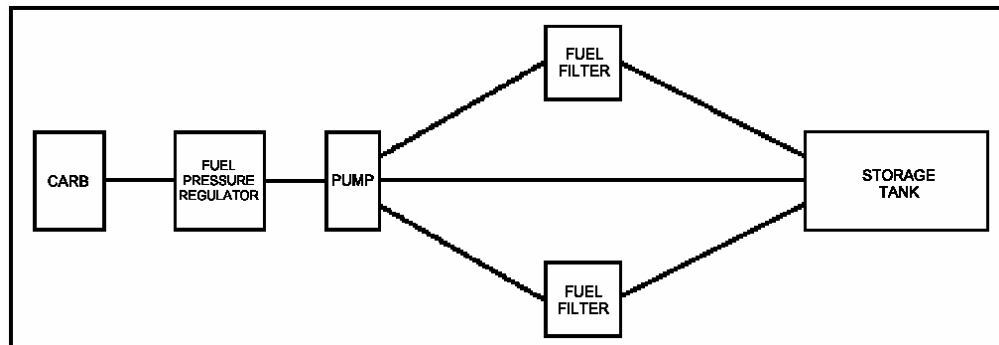 FUEL
FILTER
CARB
FUEL
PRESSURE
REGULATOR
PUMP
STORAGE
TANK
FUEL
FILTER